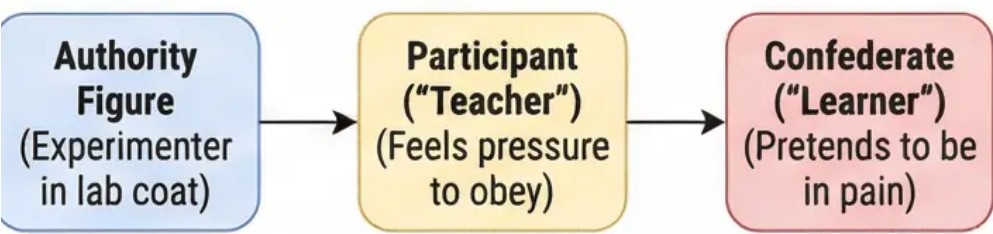 Authority
Figure
(Experimenter
in lab coat)
Participant
(“Teacher”)
(Feels pressure
to obey)
Confederate
(“Learner”)
(Pretends to be
in pain)